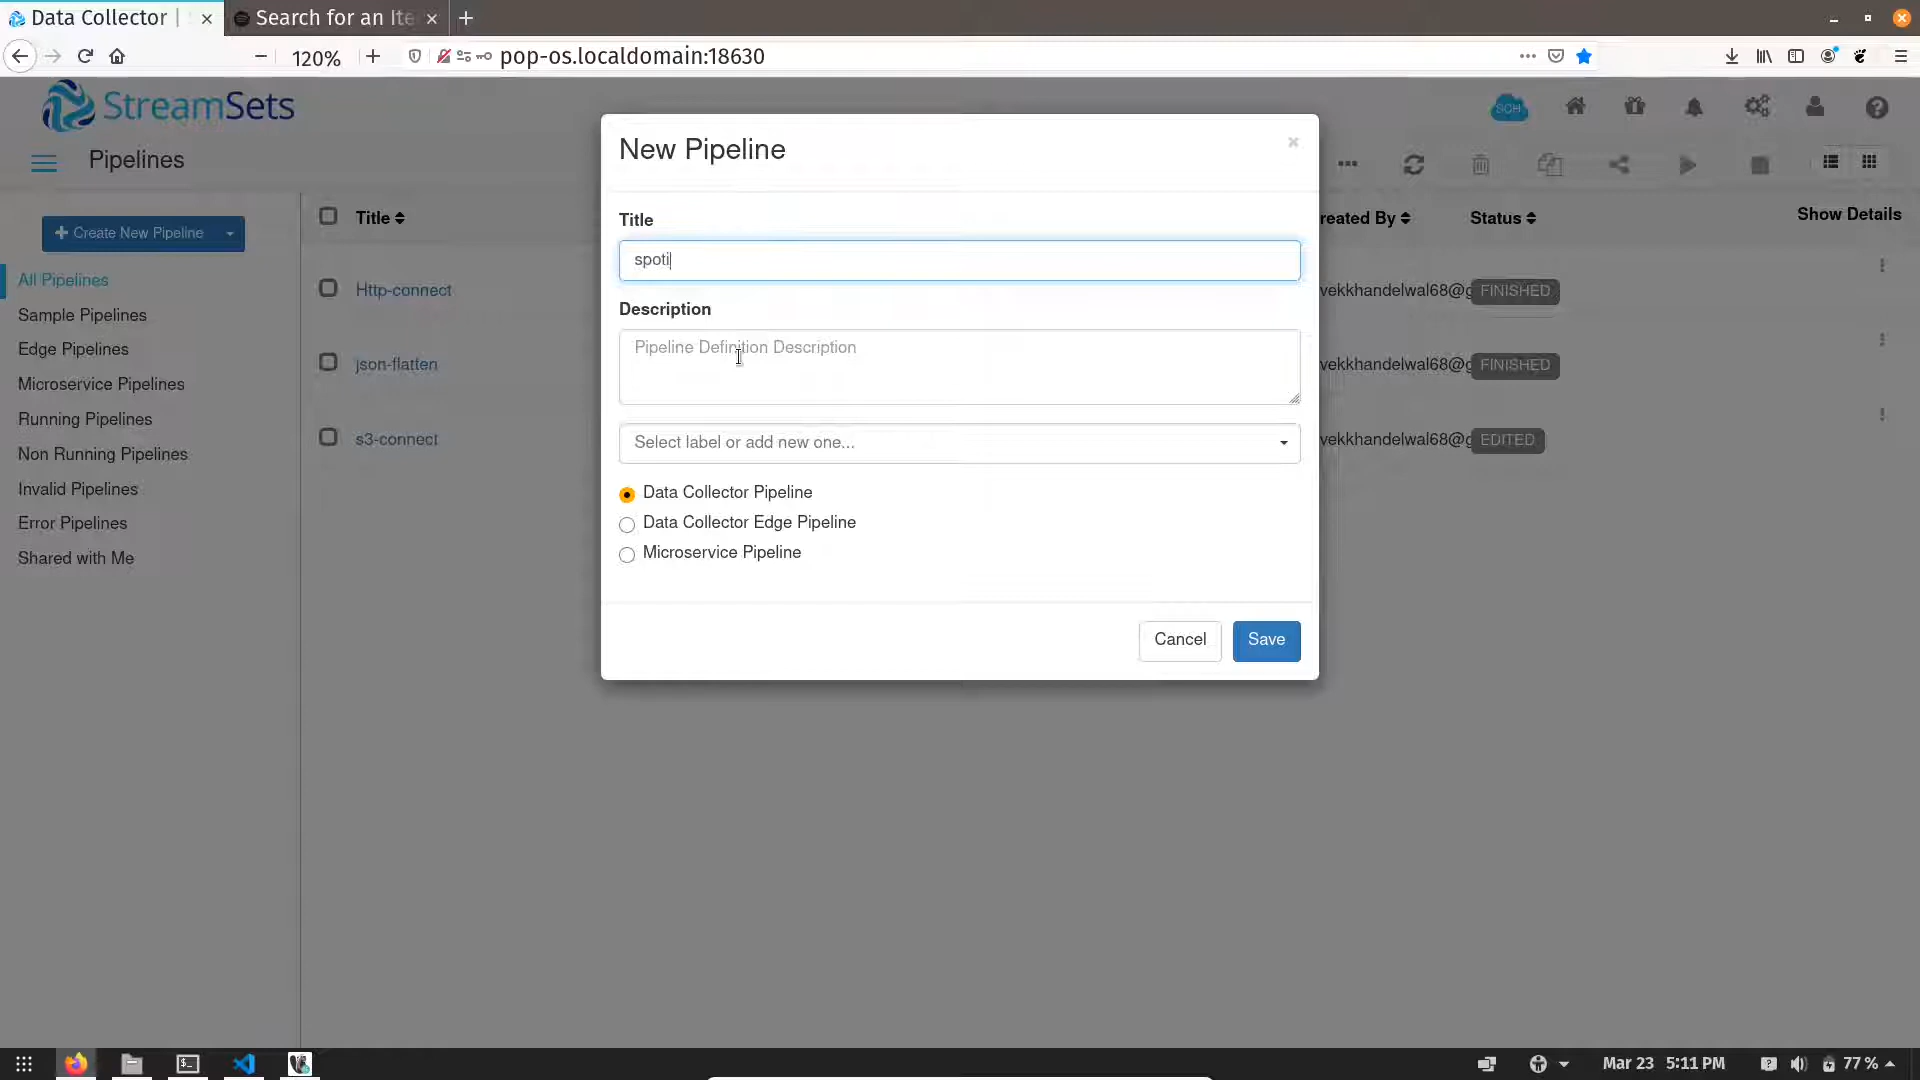 Data Collector |
Search for an Ite
120%
pop-os.localdomain:18630
StreamSets
SCH
Pipelines
Create New Pipeline
All Pipelines
Sample Pipelines
Edge Pipelines
Microservice Pipelines
Running Pipelines
Non Running Pipelines
Invalid Pipelines
Error Pipelines
Shared with Me
Title
reated By
Status
Show Details
Http-connect
vekkhandelwal68@g
FINISHED
json-flatten
vekkhandelwal68@g
FINISHED
s3-connect
vekkhandelwal68@g
EDITED
New Pipeline
Title
spoti
Description
Pipeline Definition Description
Select label or add new one...
Data Collector Pipeline
Data Collector Edge Pipeline
Microservice Pipeline
Cancel
Save
Mar 23 5:11 PM
77 %